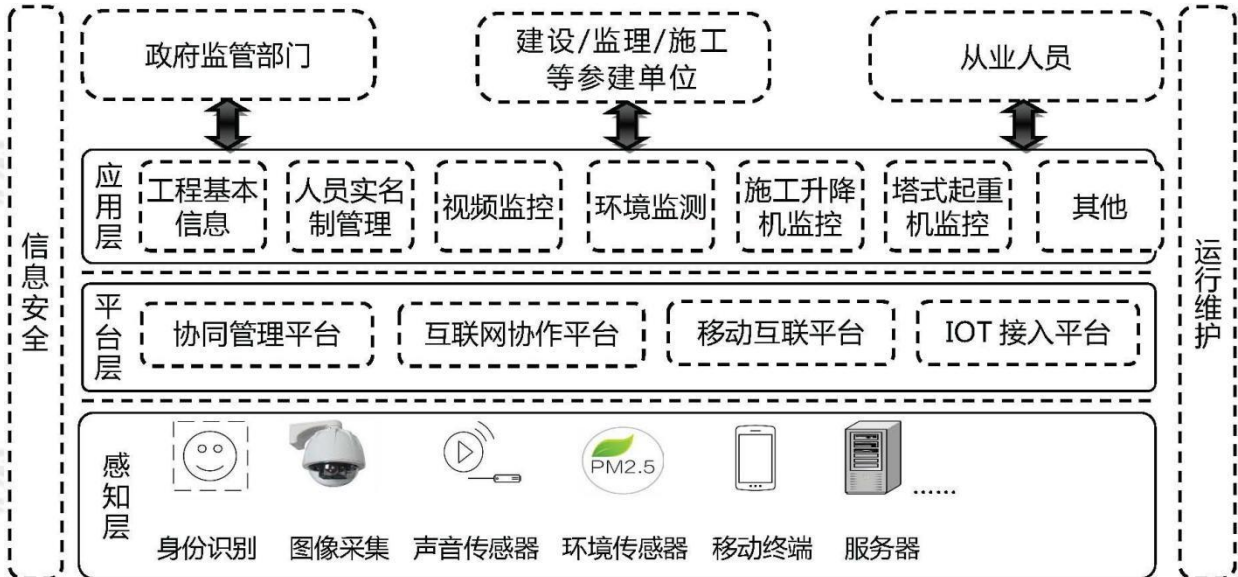 政府监管部门
建设/监理/施工
等参建单位
从业人员
应用层
工程基本
信息
人员实名
制管理
视频监控
环境监测
施工升降
机监控
塔式起重
机监控
其他
平台层
协同管理平台
互联网协作平台
移动互联平台
IOT 接入平台
感知层
PM2.5
......
身份识别
图像采集
声音传感器
环境传感器
移动终端
服务器
信息安全
运行维护